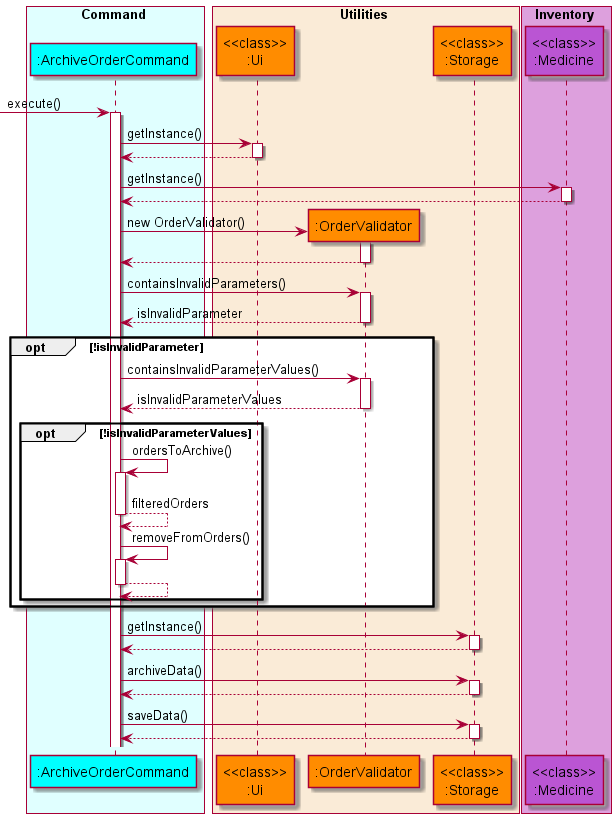 Command
Utilities
Inventory
:ArchiveOrderCommand
<<class>>
:Ui
<<class>>
:Storage
<<class>>
:Medicine
execute()
getInstance()
getInstance()
new OrderValidator()
:OrderValidator
containsInvalidParameters()
isInvalidParameter
opt
[!isInvalidParameter]
containsInvalidParameterValues()
isInvalidParameterValues
opt
[!isInvalidParameterValues]
ordersToArchive()
filteredOrders
removeFromOrders()
getInstance()
archiveData()
saveData()
:ArchiveOrderCommand
<<class>>
:Ui
:OrderValidator
<<class>>
:Storage
<<class>>
:Medicine